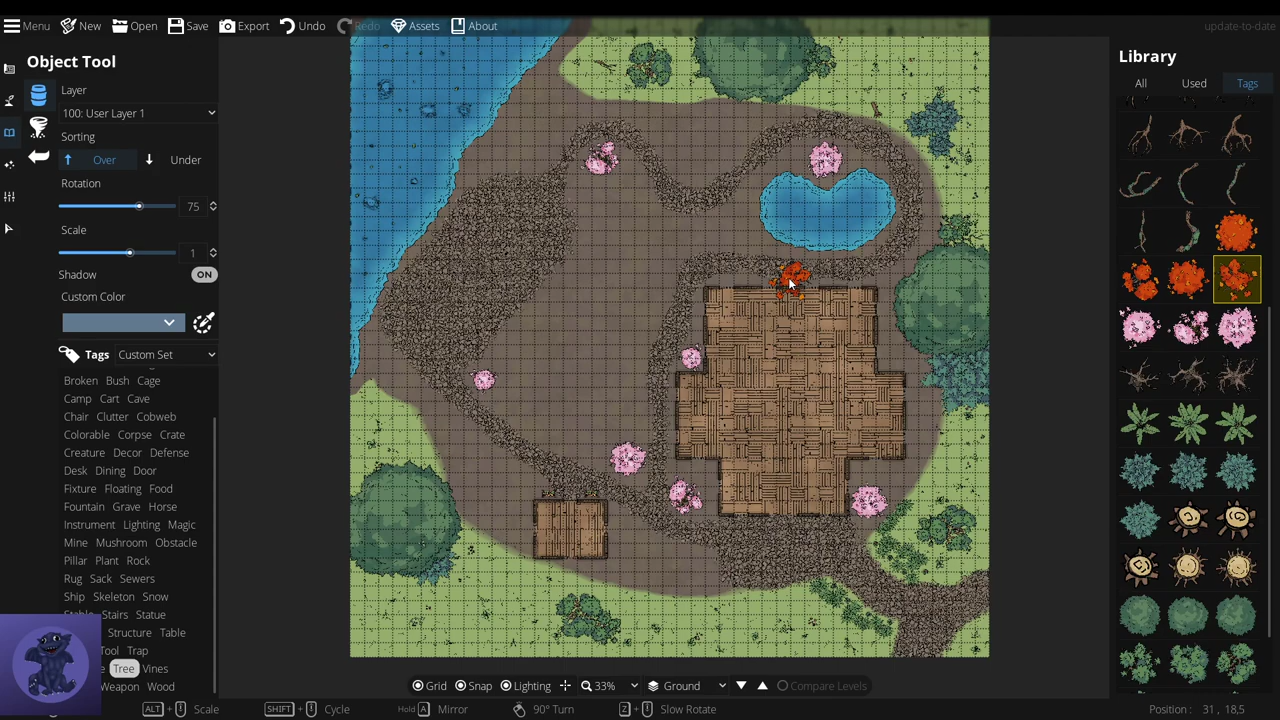 Menu New Open Save Export Undo Redo Assets About update-to-date
Object Tool
Layer
100: User Layer 1
Sorting
Over Under
Rotation
75
Scale
1
Shadow ON
Custom Color
Tags Custom Set
Broken Bush Cage
Camp Cart Cave
Chair Clutter Cobweb
Colorable Corpse Crate
Creature Decor Defense
Desk Dining Door
Fixture Floating Food
Fountain Grave Horse
Instrument Lighting Magic
Mine Mushroom Obstacle
Pillar Plant Rock
Rug Sack Sewers
Ship Skeleton Snow
Stable Stairs Statue
Structure Table
Tool Trap
Tree Vines
Weapon Wood
Library
All Used Tags
Grid Snap Lighting 33% Ground Compare Levels
ALT + Scale SHIFT + Cycle Hold A Mirror 90° Turn Z + Slow Rotate Position : 31 , 18,5